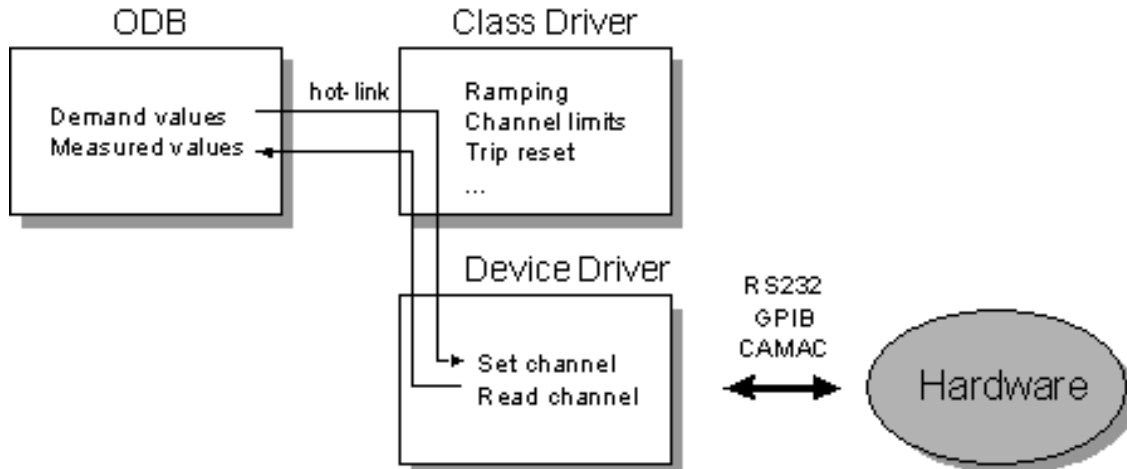 ODB
Class Driver
Demand values
Measured values
hot-link
Ramping
Channel limits
Trip reset
...
Device Driver
Set channel
Read channel
RS232
GPIB
CAMAC
Hardware